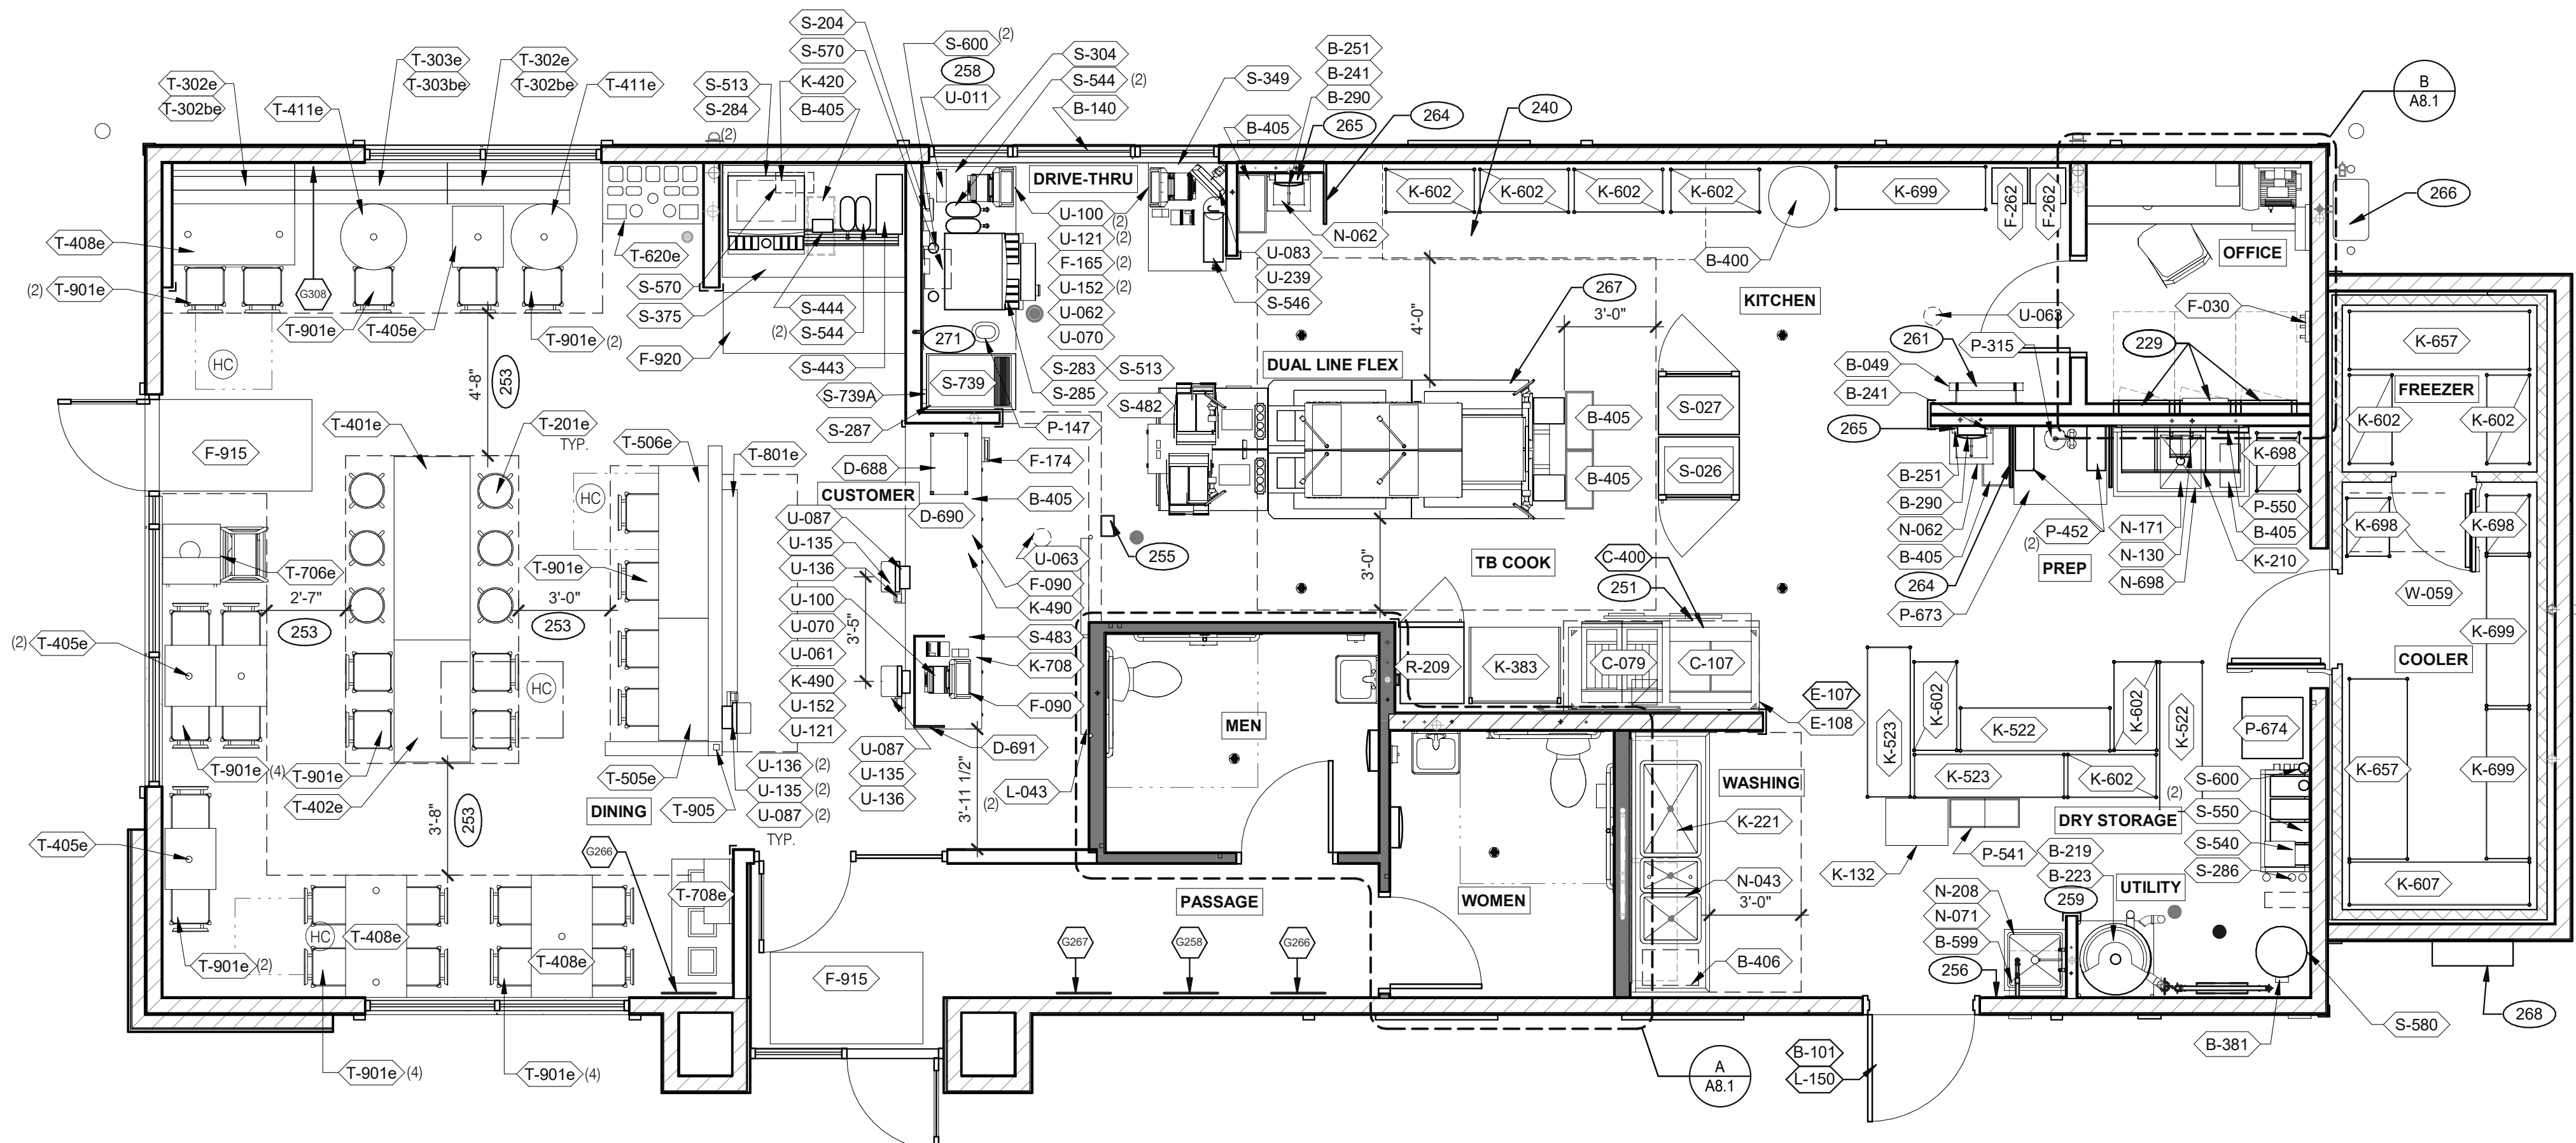 S-204
S-570
S-600 (2)
258
U-011
S-304
S-544 (2)
B-140
S-349
B-251
B-241
B-290
B-405
265
264
240
B
A8.1
T-302e
T-302be
T-303e
T-303be
T-302e
T-302be
T-411e
T-411e
S-513
S-284
K-420
B-405
(2)
DRIVE-THRU
K-602
K-602
K-602
K-602
K-699
F-262
F-262
266
T-408e
(2) T-901e
G308
T-901e
T-405e
T-901e (2)
T-620e
S-570
S-375
F-920
S-444
(2) S-544
S-443
271
S-739
S-739A
S-287
U-100 (2)
U-121 (2)
F-165 (2)
U-152 (2)
U-062
U-070
S-283
S-513
S-285
P-147
N-062
U-083
U-239
S-546
B-400
OFFICE
KITCHEN
4'-0"
267
3'-0"
DUAL LINE FLEX
S-482
B-405
B-405
S-027
S-026
U-063
P-315
261
B-049
B-241
265
F-030
229
K-657
FREEZER
K-602
K-602
HC
4'-8"
253
F-915
T-401e
T-201e
TYP.
T-506e
T-801e
HC
D-688
CUSTOMER
D-690
F-174
B-405
U-087
U-135
U-136
U-100
U-070
U-061
K-490
U-152
U-121
3'-5"
U-063
F-090
K-490
S-483
K-708
F-090
D-691
U-087
U-135
U-136
3'-11 1/2"
(2) L-043
255
TB COOK
3'-0"
C-400
251
B-251
B-290
N-062
B-405
264
P-673
P-452
(2)
PREP
N-171
N-130
N-698
K-698
P-550
B-405
K-210
K-698
K-698
W-059
K-699
COOLER
K-657
K-699
K-607
T-706e
2'-7"
253
3'-0"
253
T-901e
(2) T-405e
HC
T-901e (4)
T-901e
T-402e
T-505e
U-136 (2)
U-135 (2)
U-087 (2)
TYP.
T-905
DINING
3'-8"
253
T-405e
G266
T-708e
T-901e (2)
HC
T-408e
T-408e
T-901e (4)
T-901e (4)
F-915
MEN
R-209
K-383
C-079
C-107
E-107
E-108
WOMEN
WASHING
K-221
N-043
3'-0"
B-406
PASSAGE
G267
G258
G266
A
A8.1
K-523
K-602
K-522
K-602
K-522
K-523
K-602
P-674
S-600
(2)
S-550
S-540
S-286
DRY STORAGE
K-132
P-541
B-219
B-223
UTILITY
259
N-208
N-071
B-599
256
B-101
L-150
B-381
S-580
268